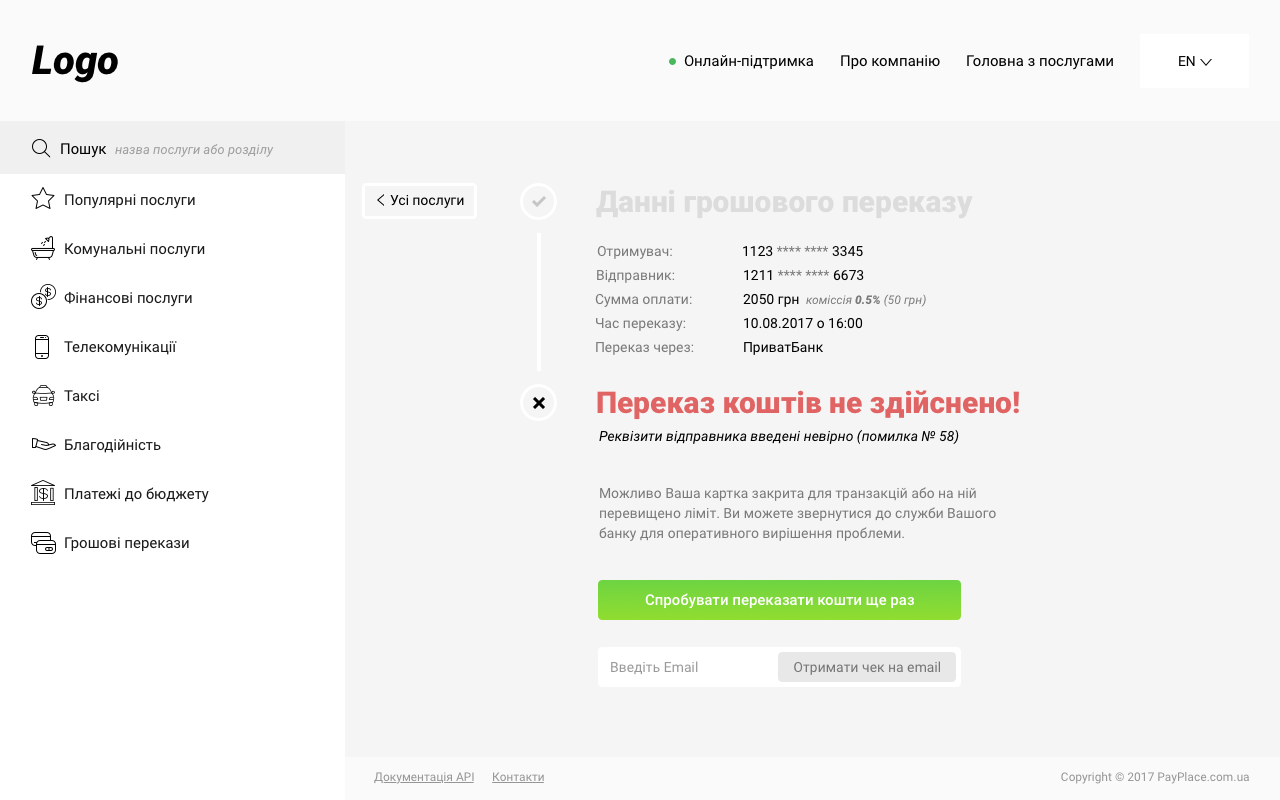 Logo
Онлайн-підтримка Про компанію Головна з послугами EN
Пошук назва послуги або розділу
Популярні послуги
Комунальні послуги
Фінансові послуги
Телекомунікації
Таксі
Благодійність
Платежі до бюджету
Грошові перекази
Усі послуги
Данні грошового переказу
Отримувач: 1123 **** **** 3345
Відправник: 1211 **** **** 6673
Сумма оплати: 2050 грн коміссія 0.5% (50 грн)
Час переказу: 10.08.2017 о 16:00
Переказ через: ПриватБанк
Переказ коштів не здійснено!
Реквізити відправника введені невірно (помилка № 58)
Можливо Ваша картка закрита для транзакцій або на ній
перевищено ліміт. Ви можете звернутися до служби Вашого
банку для оперативного вирішення проблеми.
Спробувати переказати кошти ще раз
Введіть Email Отримати чек на email
Документація API Контакти Copyright © 2017 PayPlace.com.ua